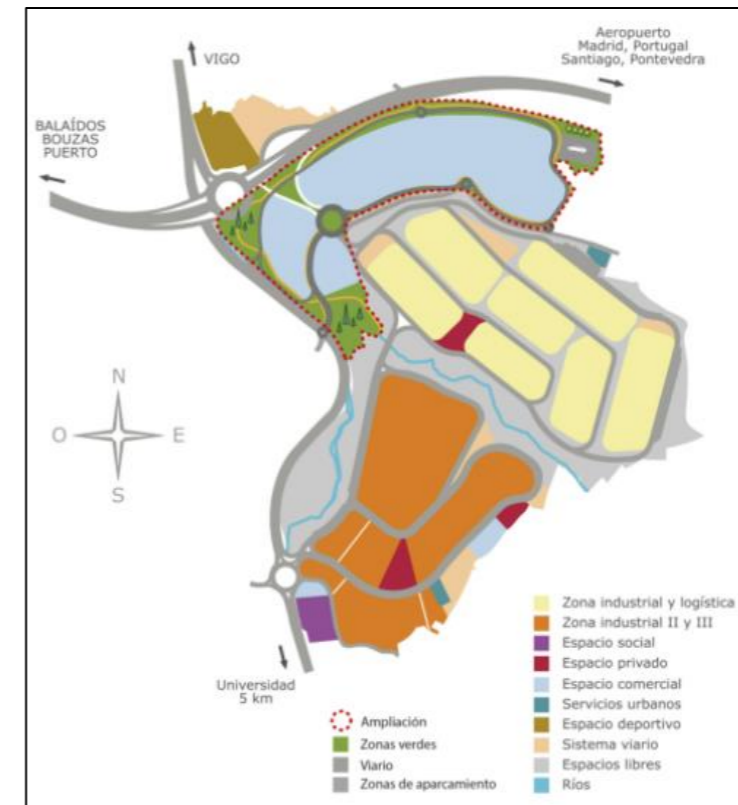 VIGO
Aeropuerto
Madrid, Portugal
Santiago, Pontevedra
BALAÍDOS
BOUZAS
PUERTO
N
O
E
S
Universidad
5 km
Ampliación
Zonas verdes
Viario
Zonas de aparcamiento
Zona industrial y logística
Zona industrial II y III
Espacio social
Espacio privado
Espacio comercial
Servicios urbanos
Espacio deportivo
Sistema viario
Espacios libres
Ríos